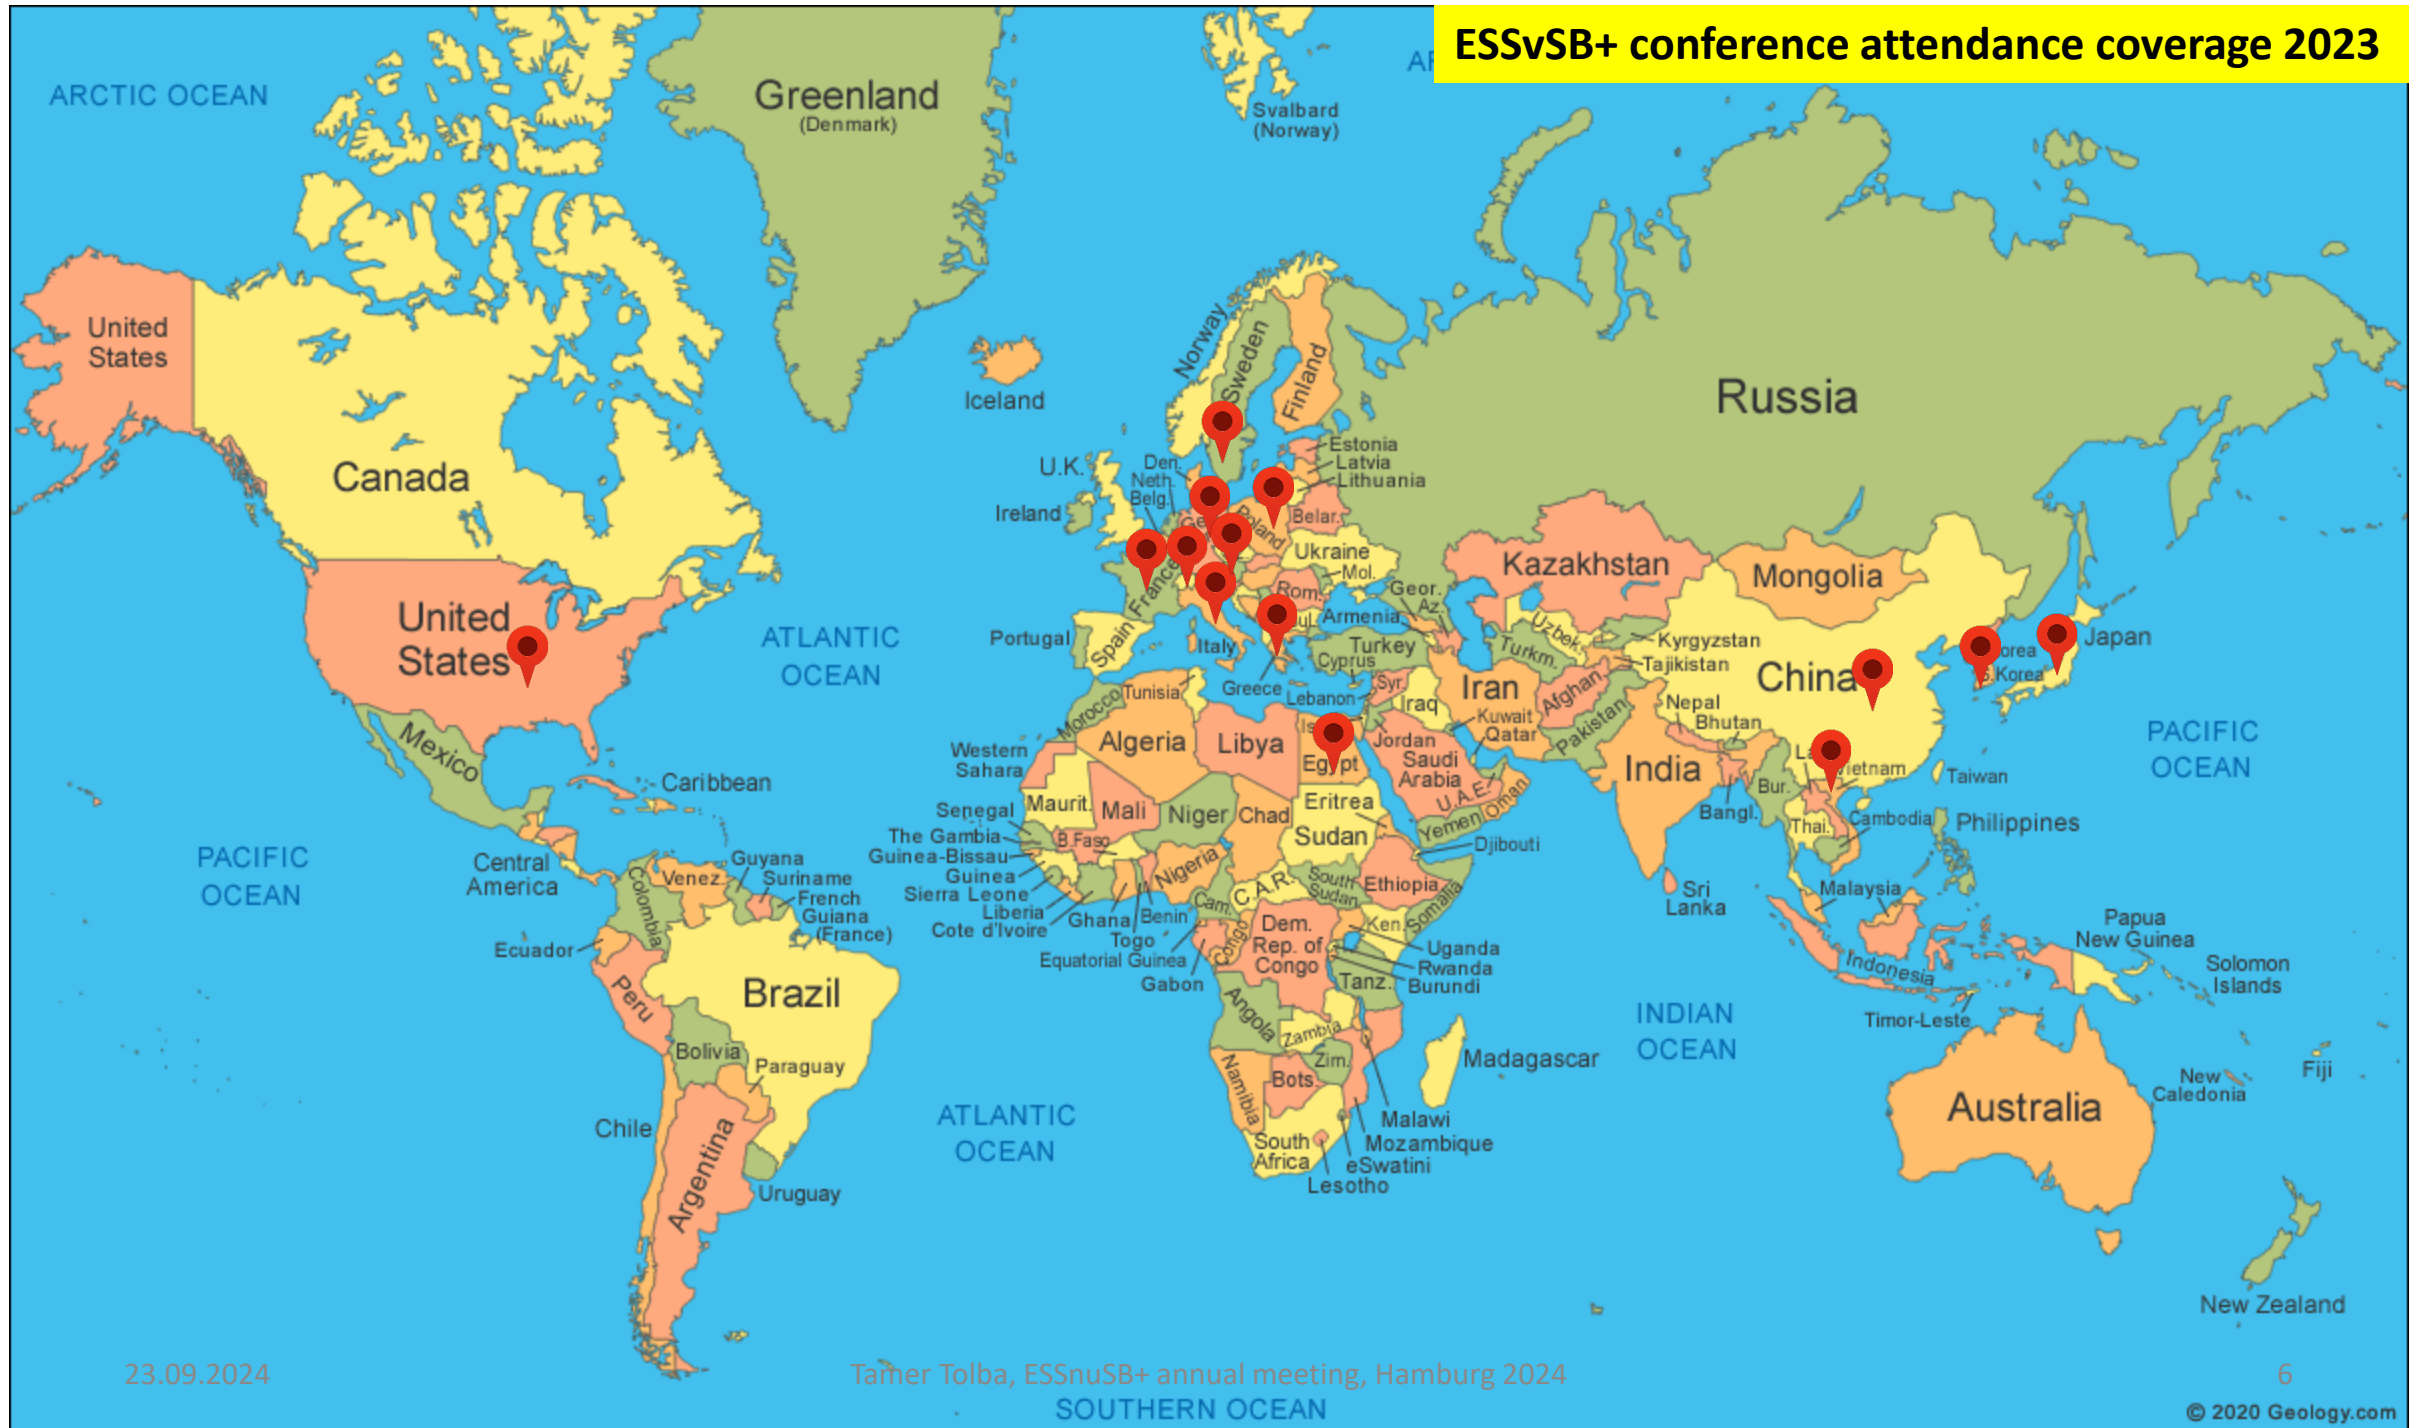 ESSvSB+ conference attendance coverage 2023
ARCTIC OCEAN
Greenland
(Denmark)
Svalbard
(Norway)
United
States
Canada
Iceland
Norway
Sweden
Finland
Russia
Estonia
Latvia
Lithuania
U.K.
Ireland
Den.
Neth.
Belg.
Poland
Belar.
Ukraine
Mol.
Rom.
France
Spain
Portugal
Italy
Greece
Geor.
Armenia
Az.
Turkey
Cyprus
Lebanon
Syr.
Iraq
Iran
Kuwait
Qatar
Jordan
Saudi
Arabia
U.A.E.
Oman
Yemen
Kazakhstan
Uzbek.
Turkm.
Kyrgyzstan
Tajikistan
Afghan.
Pakistan
Mongolia
China
Nepal
Bhutan
India
Bangl.
Bur.
Thai.
Vietnam
Cambodia
Taiwan
S.Korea
Japan
Philippines
Malaysia
Indonesia
Sri
Lanka
Papua
New Guinea
Solomon
Islands
Timor-Leste
Fiji
New
Caledonia
Australia
New Zealand
United
States
Mexico
Caribbean
Central
America
ATLANTIC
OCEAN
PACIFIC
OCEAN
PACIFIC
OCEAN
Guyana
Suriname
French
Guiana
(France)
Venez.
Colombia
Ecuador
Peru
Brazil
Bolivia
Paraguay
Chile
Argentina
Uruguay
Morocco
Tunisia
Algeria
Libya
Egypt
Western
Sahara
Maurit.
Mali
Niger
Chad
Eritrea
Sudan
Senegal
The Gambia
Guinea-Bissau
Guinea
Sierra Leone
Liberia
Cote d'Ivoire
B.Faso
Ghana
Togo
Benin
Nigeria
Cam.
C.A.R.
South
Sudan
Ethiopia
Djibouti
Somalia
Equatorial Guinea
Gabon
Congo
Dem.
Rep. of
Congo
Ken.
Uganda
Rwanda
Burundi
Tanz.
Angola
Zambia
Zim.
Namibia
Bots.
South
Africa
Madagascar
Malawi
Mozambique
eSwatini
Lesotho
ATLANTIC
OCEAN
INDIAN
OCEAN
23.09.2024
Tamer Tolba, ESSnuSB+ annual meeting, Hamburg 2024
6
SOUTHERN OCEAN
© 2020 Geology.com